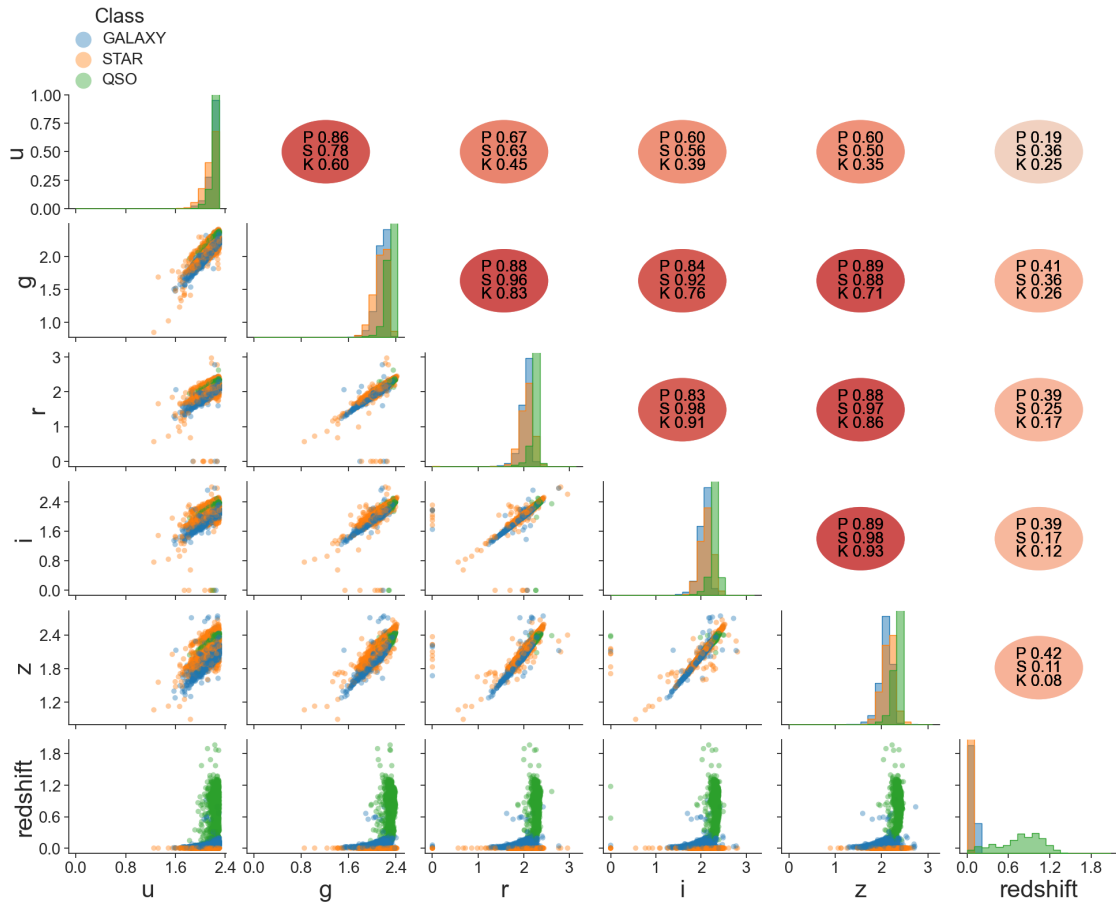 Class
GALAXY
STAR
QSO
1.00
0.75
0.50
0.25
0.00
u
P 0.86
S 0.78
K 0.60
P 0.67
S 0.63
K 0.45
P 0.60
S 0.56
K 0.39
P 0.60
S 0.50
K 0.35
P 0.19
S 0.36
K 0.25
2.0
1.5
1.0
g
P 0.88
S 0.96
K 0.83
P 0.84
S 0.92
K 0.76
P 0.89
S 0.88
K 0.71
P 0.41
S 0.36
K 0.26
3
2
1
0
r
P 0.83
S 0.98
K 0.91
P 0.88
S 0.97
K 0.86
P 0.39
S 0.25
K 0.17
2.4
1.6
0.8
0.0
i
P 0.89
S 0.98
K 0.93
P 0.39
S 0.17
K 0.12
2.4
1.8
1.2
z
P 0.42
S 0.11
K 0.08
1.8
1.2
0.6
0.0
redshift
0.0 0.8 1.6 2.4
u
0.0 0.8 1.6 2.4
g
0 1 2 3
r
0 1 2 3
i
0 1 2 3
z
0.0 0.6 1.2 1.8
redshift